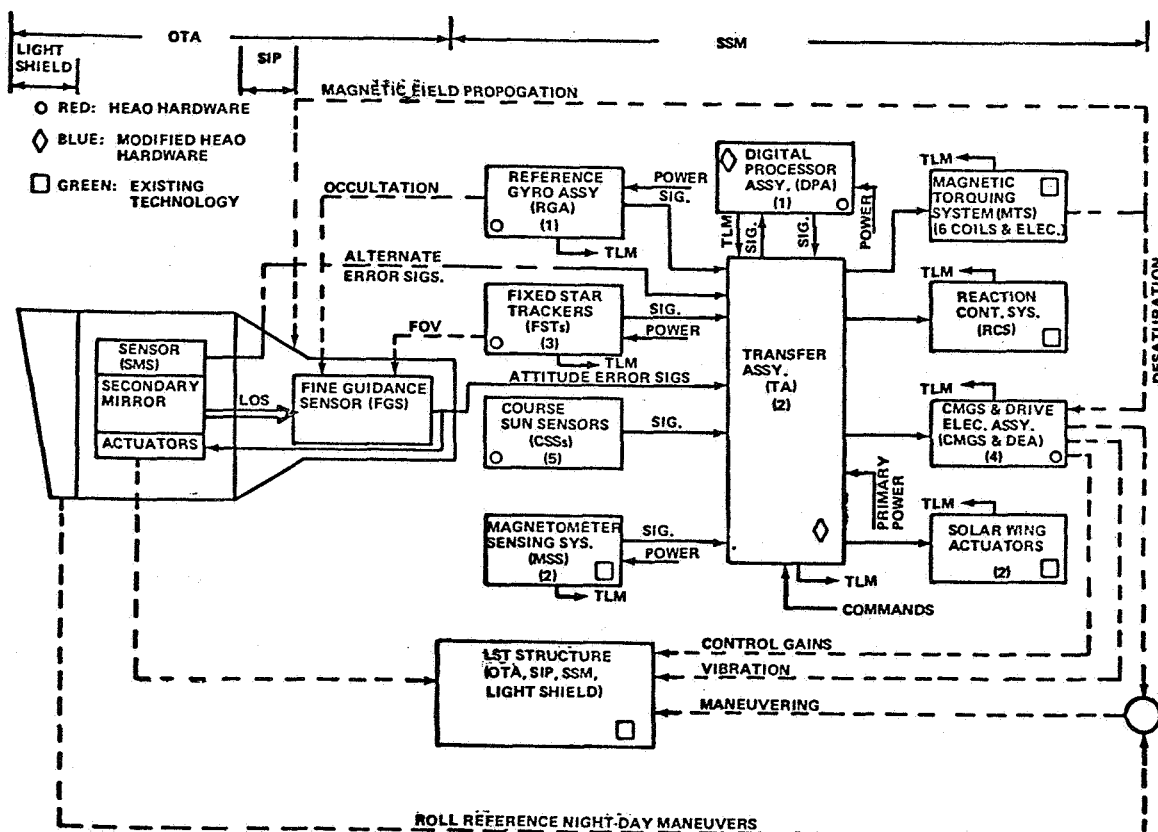 OTA
SSM
LIGHT
SHIELD
SIP
MAGNETIC FIELD PROPOGATION
RED: HEAO HARDWARE
BLUE: MODIFIED HEAO
HARDWARE
GREEN: EXISTING
TECHNOLOGY
OCCULTATION
REFERENCE
GYRO ASSY
(RGA)
(1)
POWER
SIG.
TLM
DIGITAL
PROCESSOR
ASSY. (DPA)
(1)
TLM
SIG.
SIG.
POWER
TLM
MAGNETIC
TORQUING
SYSTEM (MTS)
(6 COILS & ELEC.)
ALTERNATE
ERROR SIGS.
FIXED STAR
TRACKERS
(FSTs)
(3)
SIG.
POWER
TLM
FOV
TLM
REACTION
CONT. SYS.
(RCS)
DESATURATION
SENSOR
(SMS)
SECONDARY
MIRROR
ACTUATORS
LOS
FINE GUIDANCE
SENSOR (FGS)
ATTITUDE ERROR SIGS
TRANSFER
ASSY.
(TA)
(2)
COURSE
SUN SENSORS
(CSSs)
(5)
SIG.
TLM
CMGS & DRIVE
ELEC. ASSY.
(CMGS & DEA)
(4)
PRIMARY
POWER
MAGNETOMETER
SENSING SYS.
(MSS)
(2)
SIG.
POWER
TLM
TLM
SOLAR WING
ACTUATORS
(2)
TLM
COMMANDS
LST STRUCTURE
(OTA, SIP, SSM,
LIGHT SHIELD)
CONTROL GAINS
VIBRATION
MANEUVERING
ROLL REFERENCE NIGHT-DAY MANEUVERS